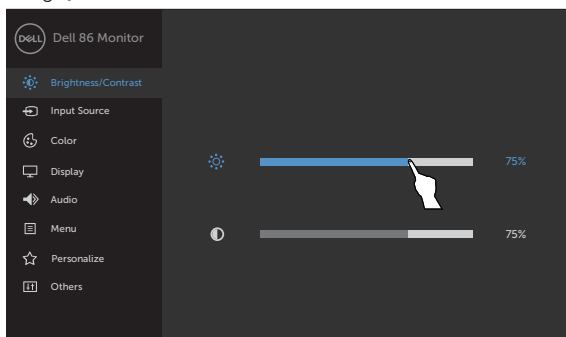 DELL
Dell 86 Monitor
Brightness/Contrast
Input Source
Color
Display
Audio
Menu
Personalize
Others
75%
75%